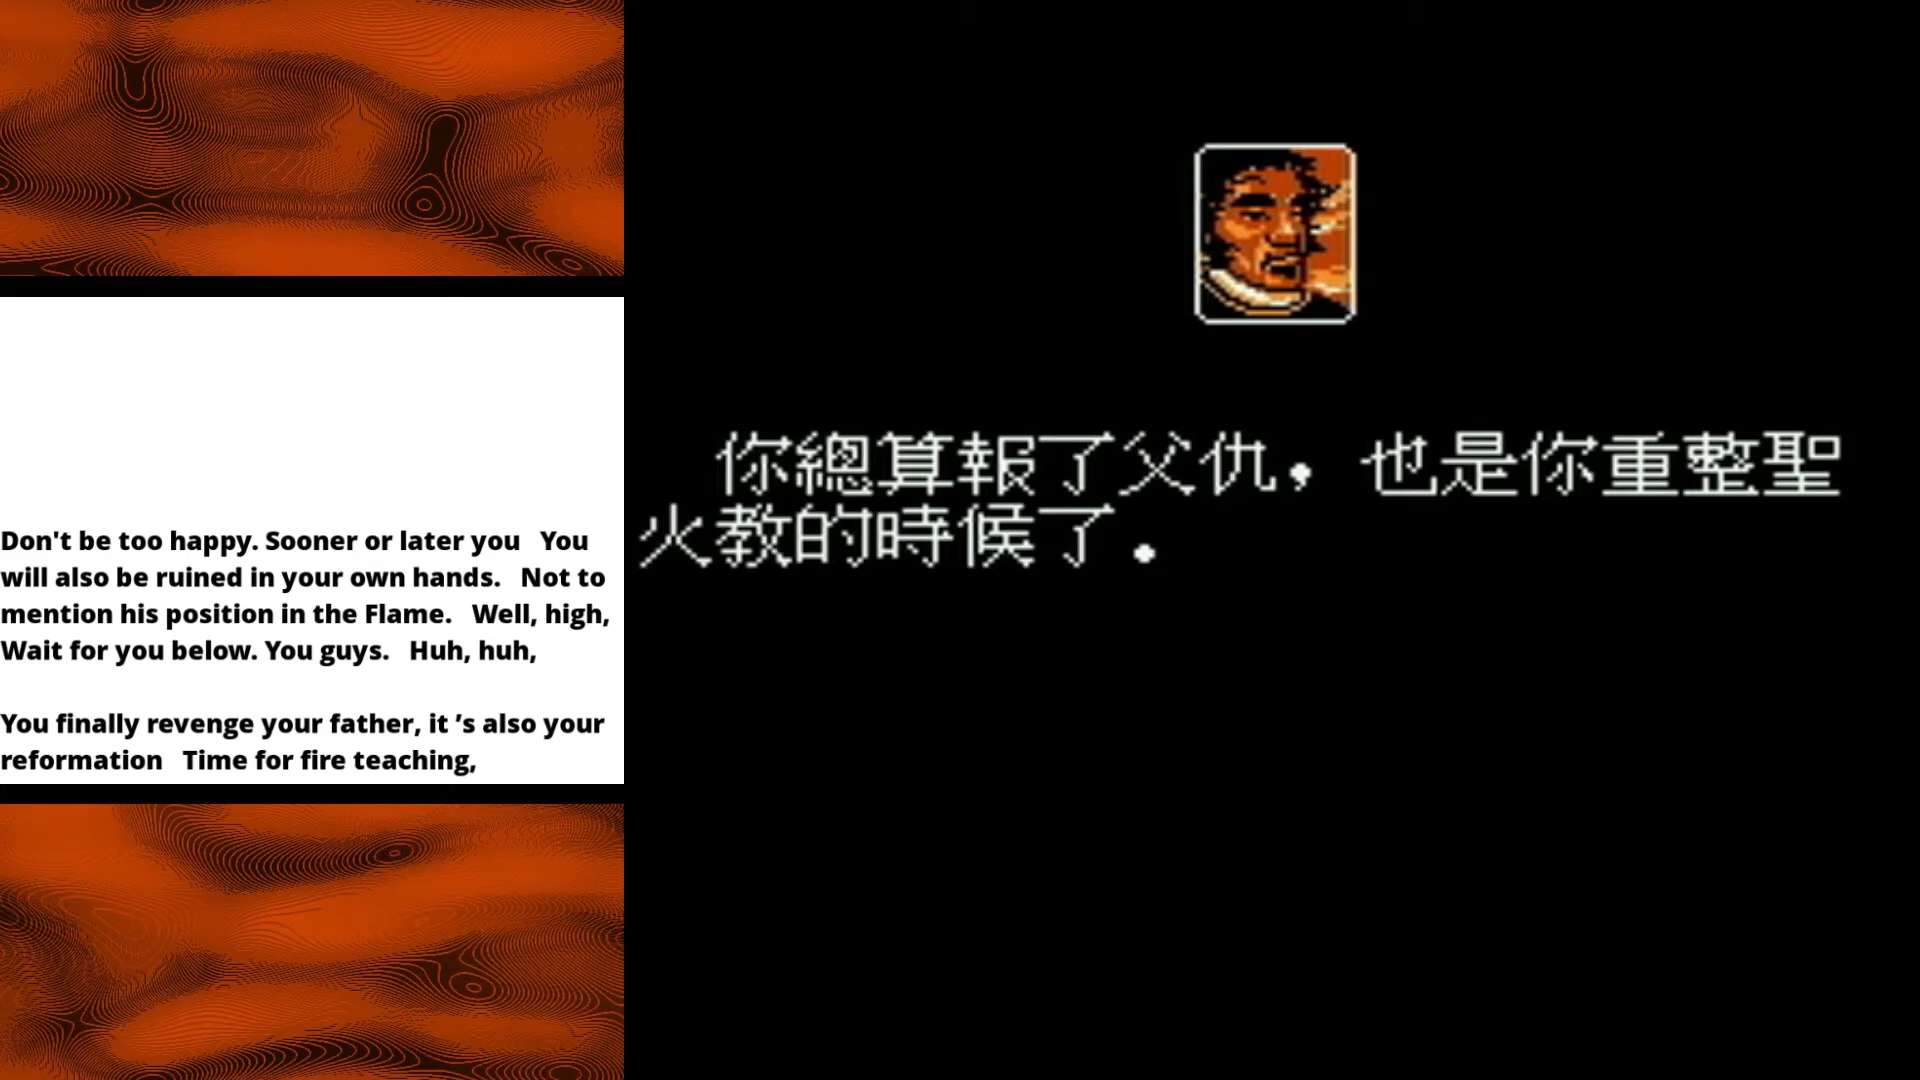 Don't be too happy. Sooner or later you   You
will also be ruined in your own hands.   Not to
mention his position in the Flame.   Well, high,
Wait for you below. You guys.   Huh, huh,
You finally revenge your father, it ’s also your
reformation   Time for fire teaching,
你總算報了父仇，也是你重整聖
火教的時候了．